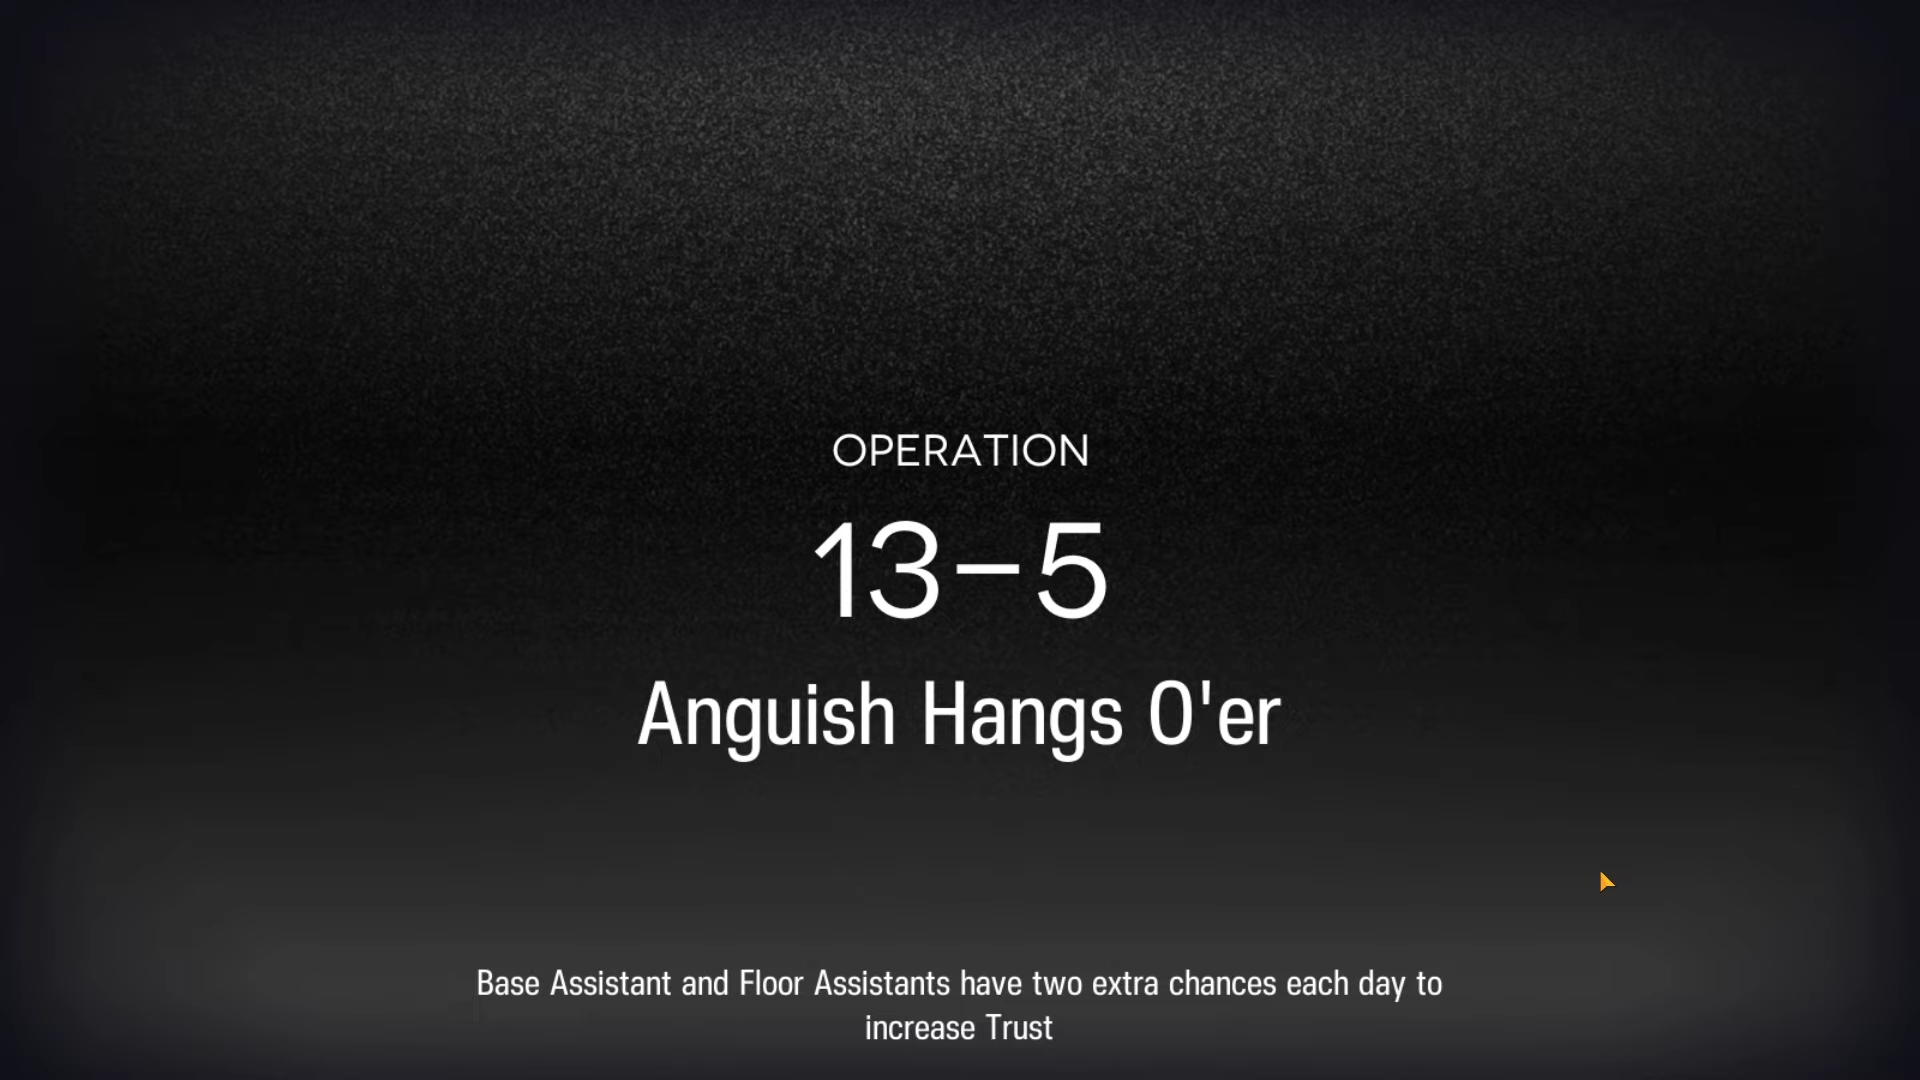 OPERATION
13-5
Anguish Hangs O'er
Base Assistant and Floor Assistants have two extra chances each day to
increase Trust